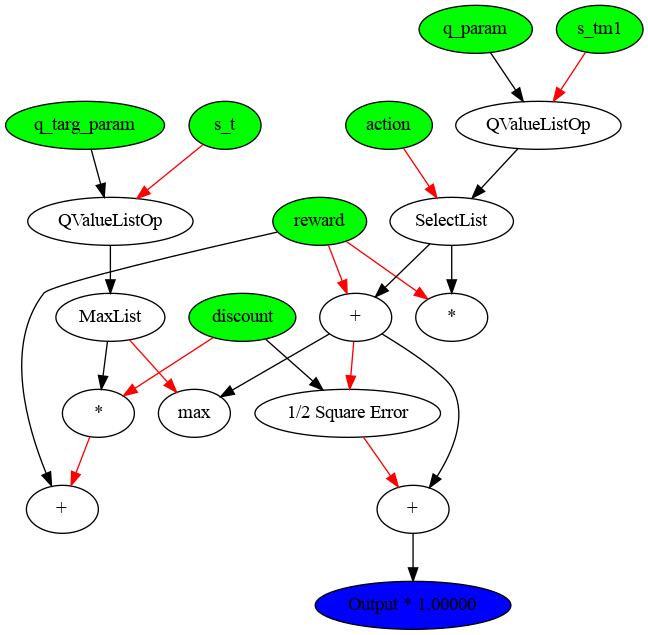 q_param
s_tm1
q_targ_param
s_t
action
QValueListOp
QValueListOp
reward
SelectList
MaxList
discount
+
*
*
max
1/2 Square Error
+
+
Output * 1.00000